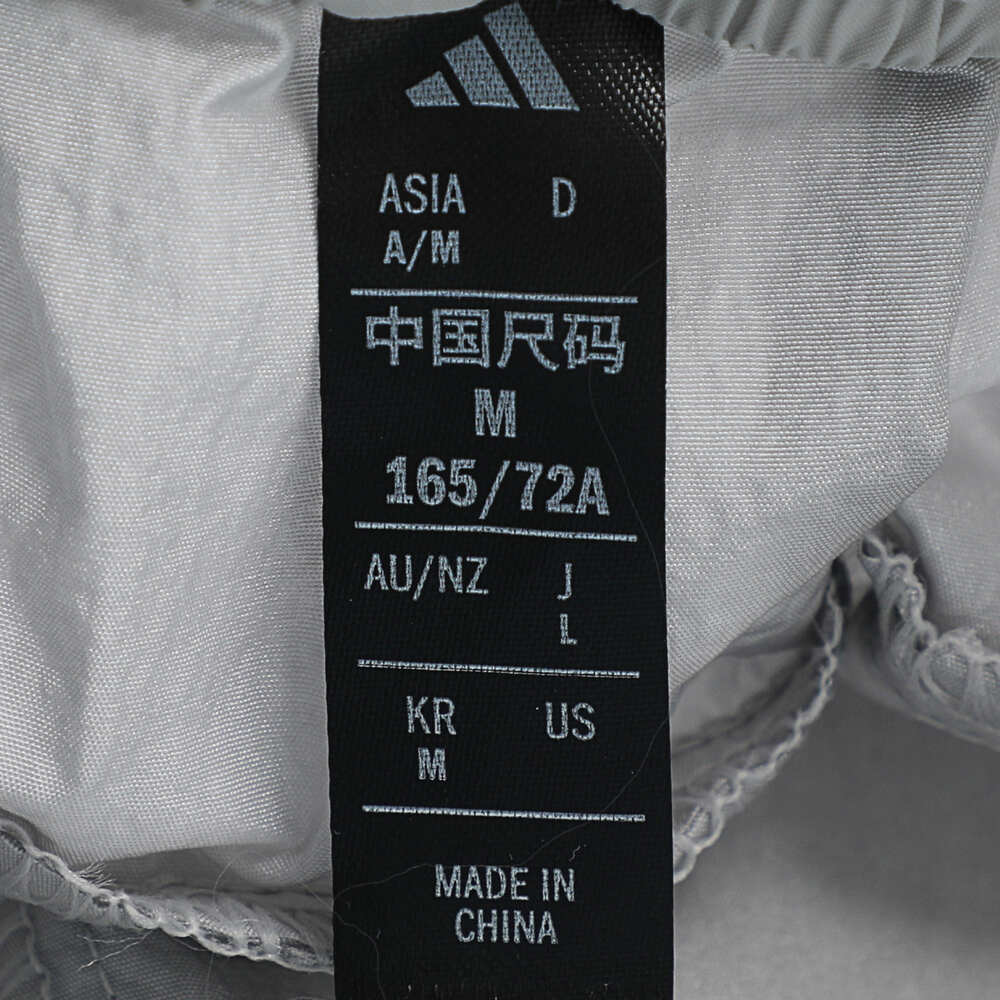 ASIA D
A/M
中国尺码
M
165/72A
AU/NZ J
L
KR US
M
MADE IN
CHINA